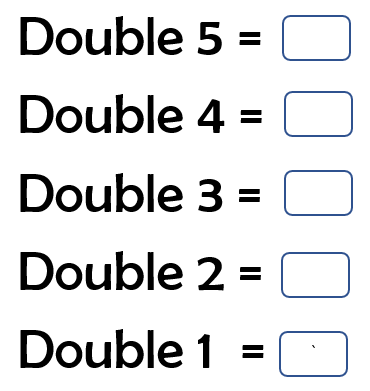 Double 5 =
Double 4 =
Double 3 =
Double 2 =
Double 1 = `